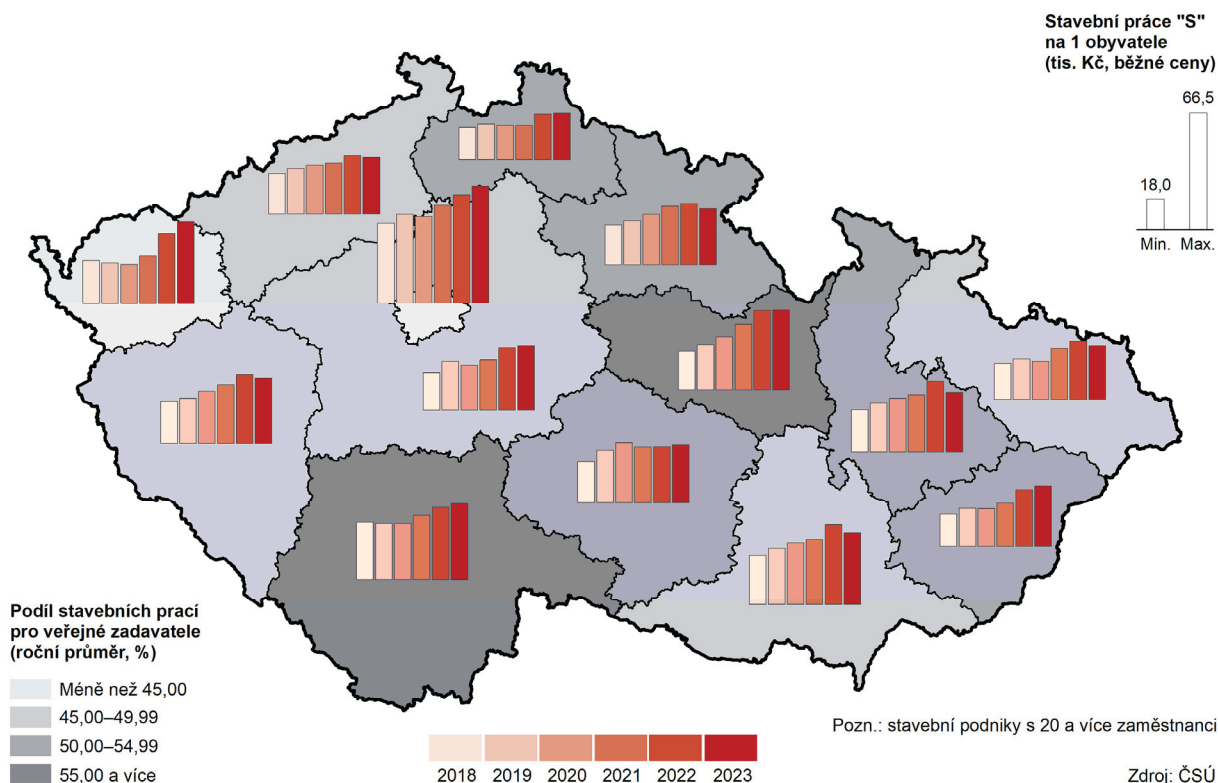 Stavební práce "S"
na 1 obyvatele
(tis. Kč, běžné ceny)
66,5
18,0
Min. Max.
Podíl stavebních prací
pro veřejné zadavatele
(roční průměr, %)
Méně než 45,00
45,00–49,99
50,00–54,99
55,00 a více
2018 2019 2020 2021 2022 2023
Pozn.: stavební podniky s 20 a více zaměstnanci
Zdroj: ČSÚ